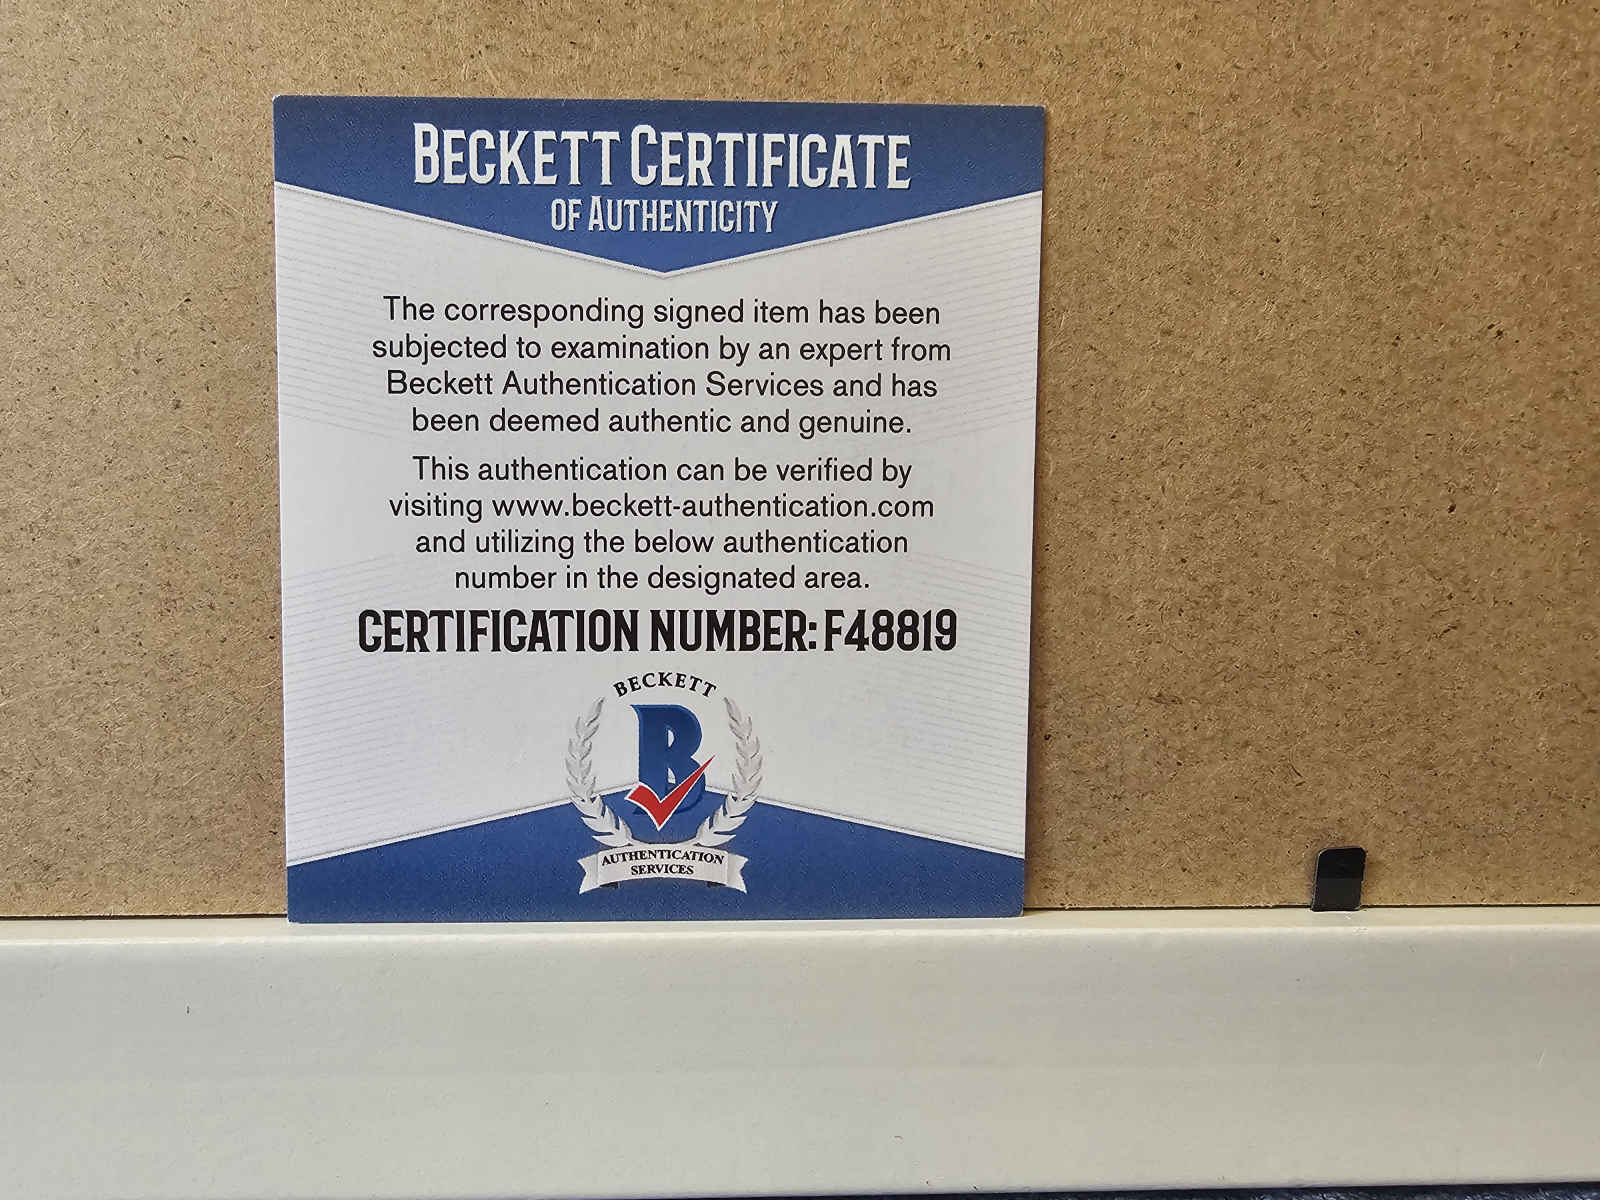 BECKETT CERTIFICATE
OF AUTHENTICITY
The corresponding signed item has been
subjected to examination by an expert from
Beckett Authentication Services and has
been deemed authentic and genuine.
This authentication can be verified by
visiting www.beckett-authentication.com
and utilizing the below authentication
number in the designated area.
CERTIFICATION NUMBER: F48819
BECKETT
B
AUTHENTICATION
SERVICES